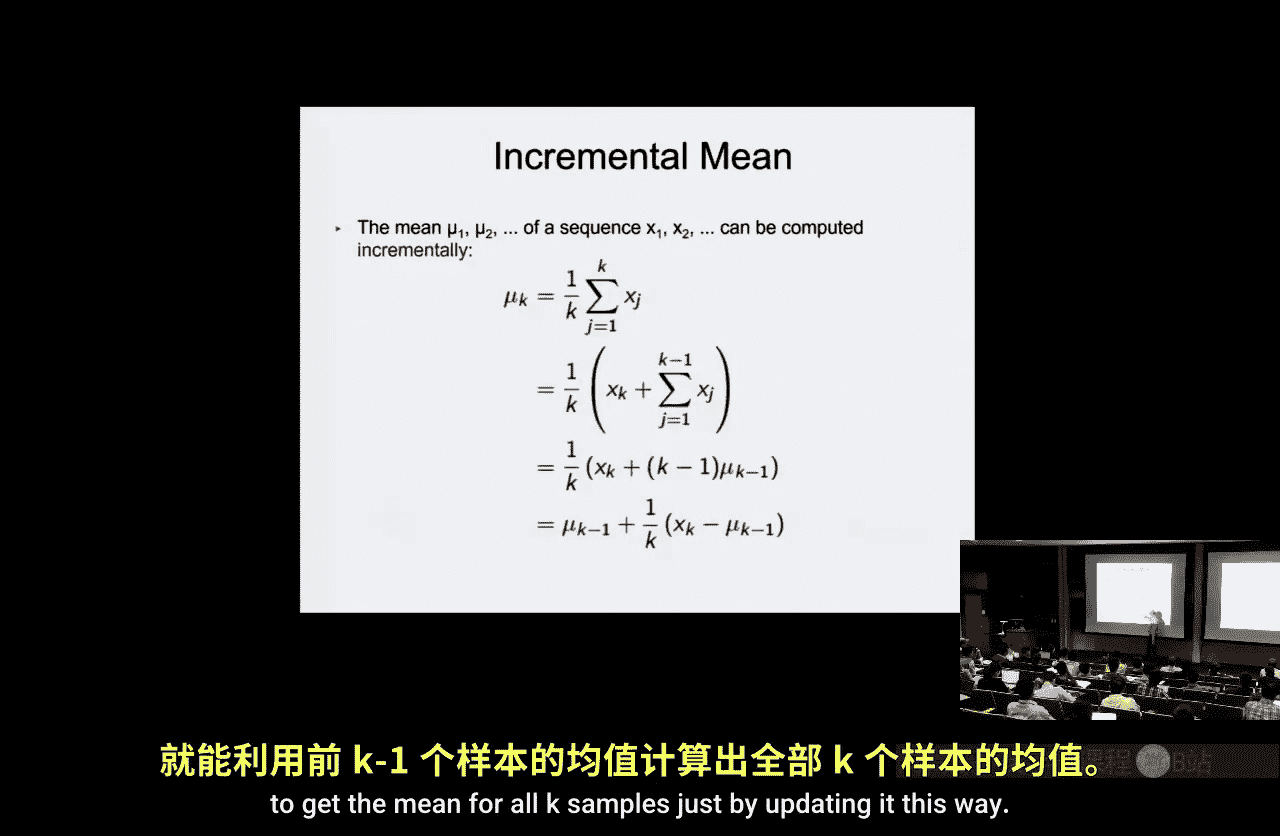 Incremental Mean
‣ The mean μ₁, μ₂, ... of a sequence x₁, x₂, ... can be computed
incrementally:
μₖ = 1/k ∑_{j=1}^{k} xⱼ
= 1/k (xₖ + ∑_{j=1}^{k−1} xⱼ)
= 1/k (xₖ + (k − 1)μₖ₋₁)
= μₖ₋₁ + 1/k (xₖ − μₖ₋₁)
就能利用前 k-1 个样本的均值计算出全部 k 个样本的均值。
to get the mean for all k samples just by updating it this way.